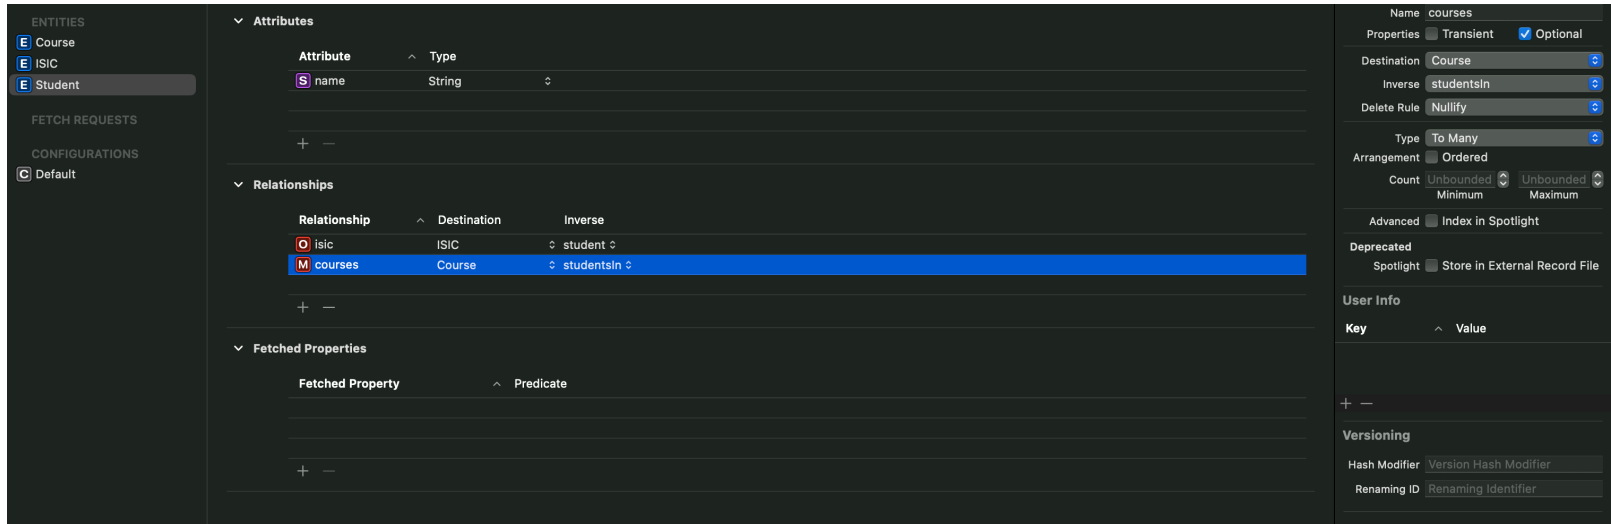 ENTITIES
E Course
E ISIC
E Student
FETCH REQUESTS
CONFIGURATIONS
C Default
Attributes
Attribute Type
S name String
Relationships
Relationship Destination Inverse
O isic ISIC student
M courses Course studentsIn
Fetched Properties
Fetched Property Predicate
Name courses
Properties Transient Optional
Destination Course
Inverse studentsIn
Delete Rule Nullify
Type To Many
Arrangement Ordered
Count Unbounded Unbounded
Minimum Maximum
Advanced Index in Spotlight
Deprecated
Spotlight Store in External Record File
User Info
Key Value
Versioning
Hash Modifier Version Hash Modifier
Renaming ID Renaming Identifier